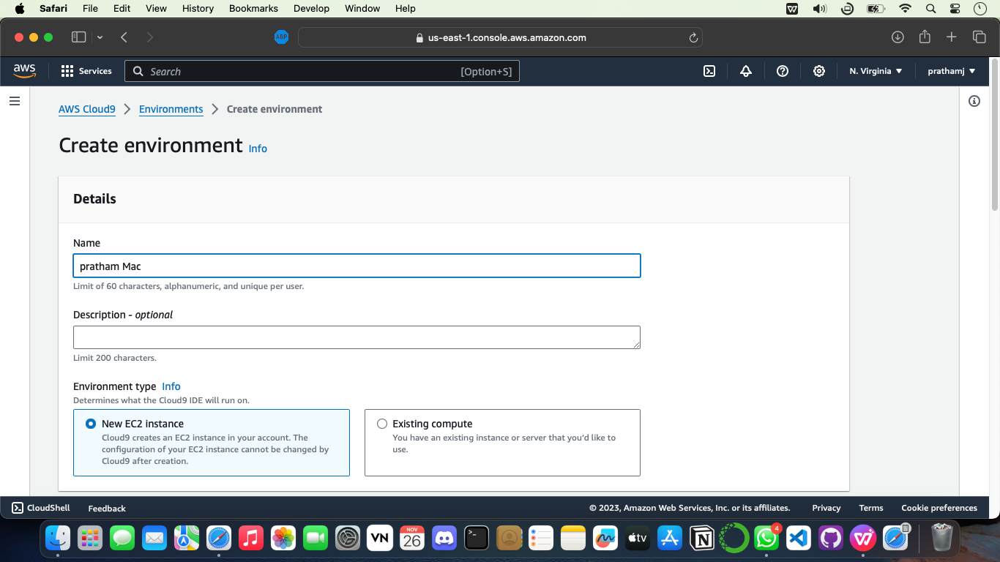 Safari File Edit View History Bookmarks Develop Window Help
ABP us-east-1.console.aws.amazon.com
aws Services Search [Option+S] N. Virginia prathamj
AWS Cloud9 Environments Create environment
Create environment Info
Details
Name
pratham Mac
Limit of 60 characters, alphanumeric, and unique per user.
Description - optional
Limit 200 characters.
Environment type Info
Determines what the Cloud9 IDE will run on.
New EC2 instance
Cloud9 creates an EC2 instance in your account. The
configuration of your EC2 instance cannot be changed by
Cloud9 after creation.
Existing compute
You have an existing instance or server that you'd like to
use.
CloudShell Feedback © 2023, Amazon Web Services, Inc. or its affiliates. Privacy Terms Cookie preferences
VN NOV 26 tv 4